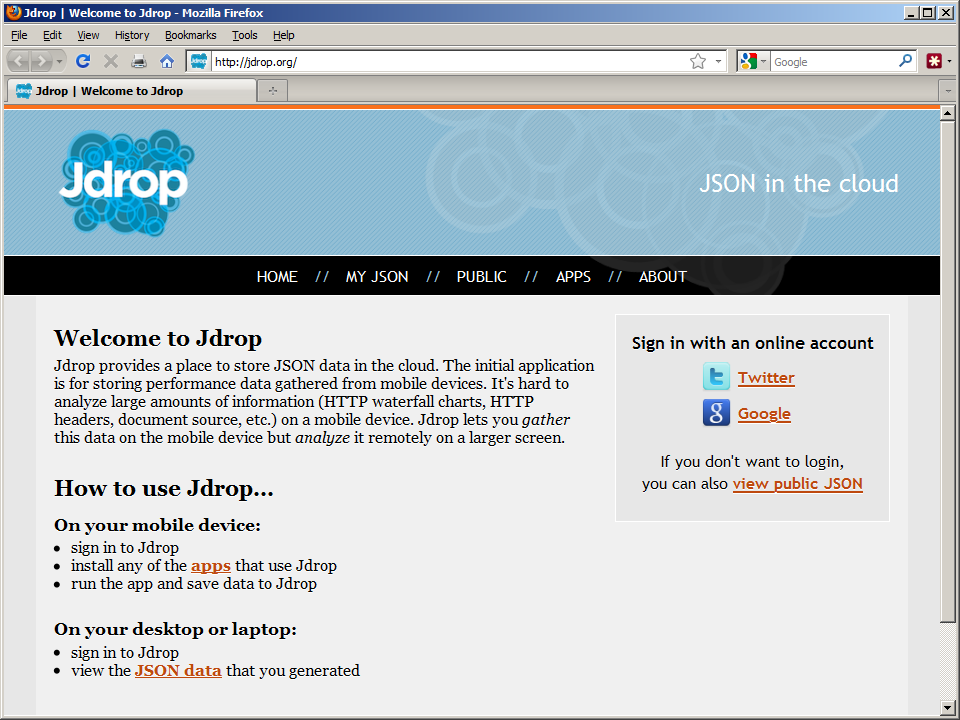 Jdrop | Welcome to Jdrop - Mozilla Firefox
File Edit View History Bookmarks Tools Help
Jdrop http://jdrop.org/ Google
Jdrop Jdrop | Welcome to Jdrop
Jdrop
JSON in the cloud
HOME // MY JSON // PUBLIC // APPS // ABOUT
Welcome to Jdrop
Jdrop provides a place to store JSON data in the cloud. The initial application
is for storing performance data gathered from mobile devices. It's hard to
analyze large amounts of information (HTTP waterfall charts, HTTP
headers, document source, etc.) on a mobile device. Jdrop lets you gather
this data on the mobile device but analyze it remotely on a larger screen.
How to use Jdrop...
On your mobile device:
• sign in to Jdrop
• install any of the apps that use Jdrop
• run the app and save data to Jdrop
On your desktop or laptop:
• sign in to Jdrop
• view the JSON data that you generated
Sign in with an online account
t Twitter
g Google
If you don't want to login,
you can also view public JSON